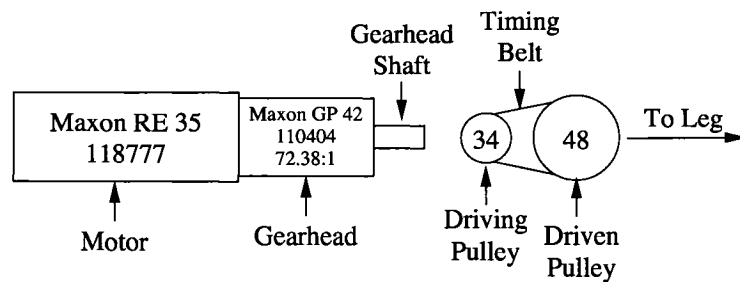 Gearhead
Shaft
Timing
Belt
Maxon RE 35
118777
Maxon GP 42
110404
72.38:1
34
48
To Leg
Motor
Gearhead
Driving
Pulley
Driven
Pulley